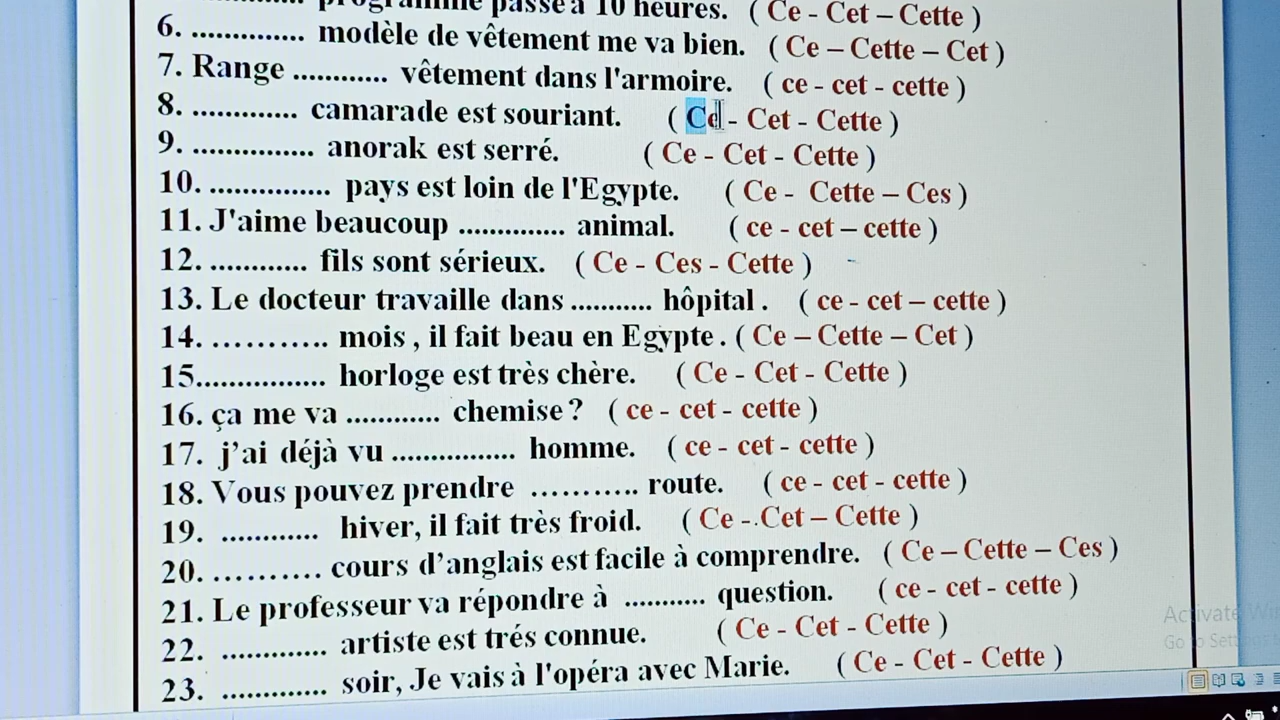 programme passe à 10 heures. ( Ce - Cet – Cette )
6. .............. modèle de vêtement me va bien. ( Ce – Cette – Cet )
7. Range ............ vêtement dans l'armoire. ( ce - cet - cette )
8. ............. camarade est souriant. ( Ce - Cet - Cette )
9. ............... anorak est serré. ( Ce - Cet - Cette )
10. ............... pays est loin de l'Egypte. ( Ce - Cette – Ces )
11. J'aime beaucoup .............. animal. ( ce - cet – cette )
12. ............ fils sont sérieux. ( Ce - Ces - Cette )
13. Le docteur travaille dans ........... hôpital . ( ce - cet – cette )
14. ........... mois , il fait beau en Egypte . ( Ce – Cette – Cet )
15................ horloge est très chère. ( Ce - Cet - Cette )
16. ça me va ............ chemise ? ( ce - cet - cette )
17. j’ai déjà vu ................ homme. ( ce - cet - cette )
18. Vous pouvez prendre ........... route. ( ce - cet - cette )
19. ............ hiver, il fait très froid. ( Ce -.Cet – Cette )
20. .......... cours d’anglais est facile à comprendre. ( Ce – Cette – Ces )
21. Le professeur va répondre à ........... question. ( ce - cet - cette )
22. ............. artiste est trés connue. ( Ce - Cet - Cette )
23. ............. soir, Je vais à l'opéra avec Marie. ( Ce - Cet - Cette )
Activate Win
Go to Settings